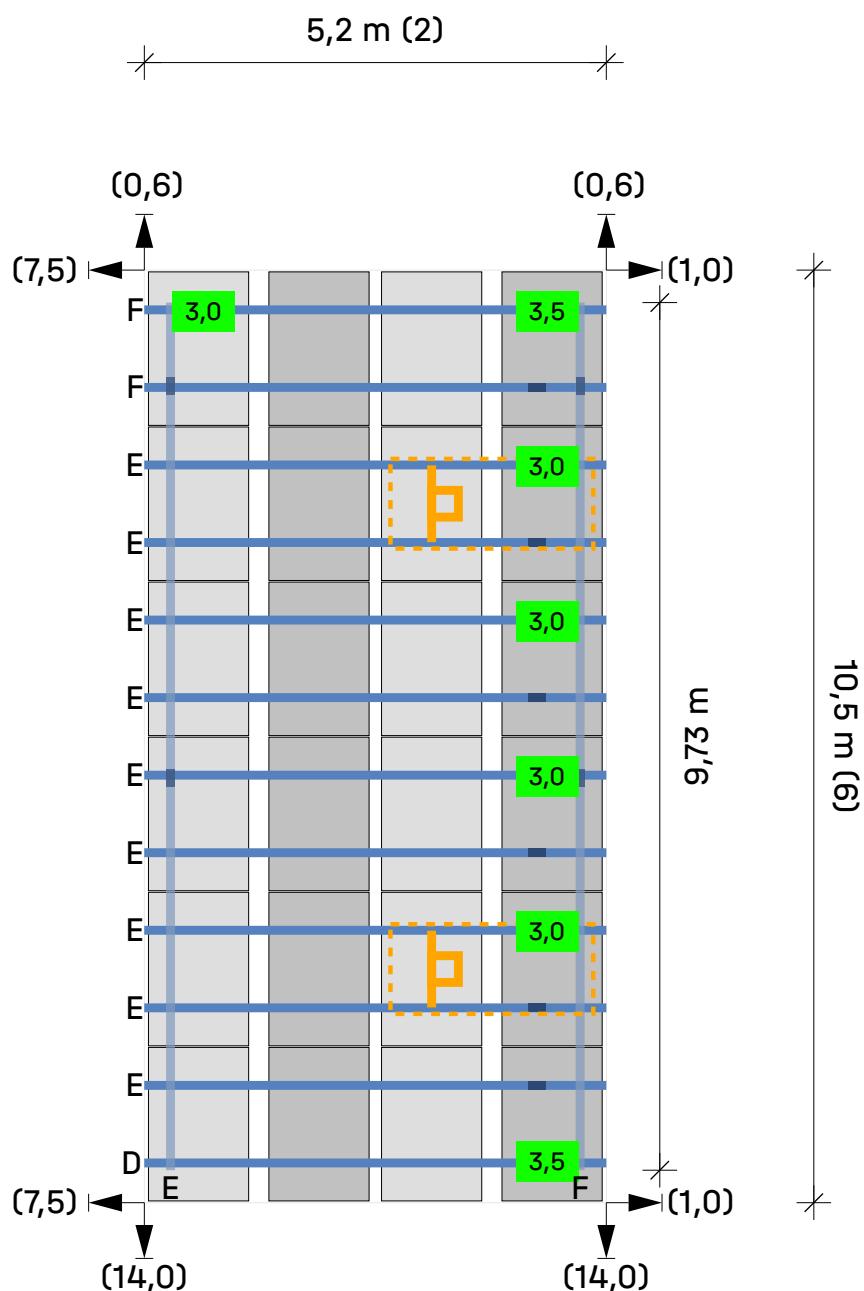 5,2 m (2)
(0,6) (0,6)
(7,5) (1,0)
F 3,0 3,5
F
E 3,0
E
E 3,0
E
9,73 m
10,5 m (6)
E 3,0
E
E 3,0
E
E
D 3,5
E F
(7,5) (1,0)
(14,0) (14,0)